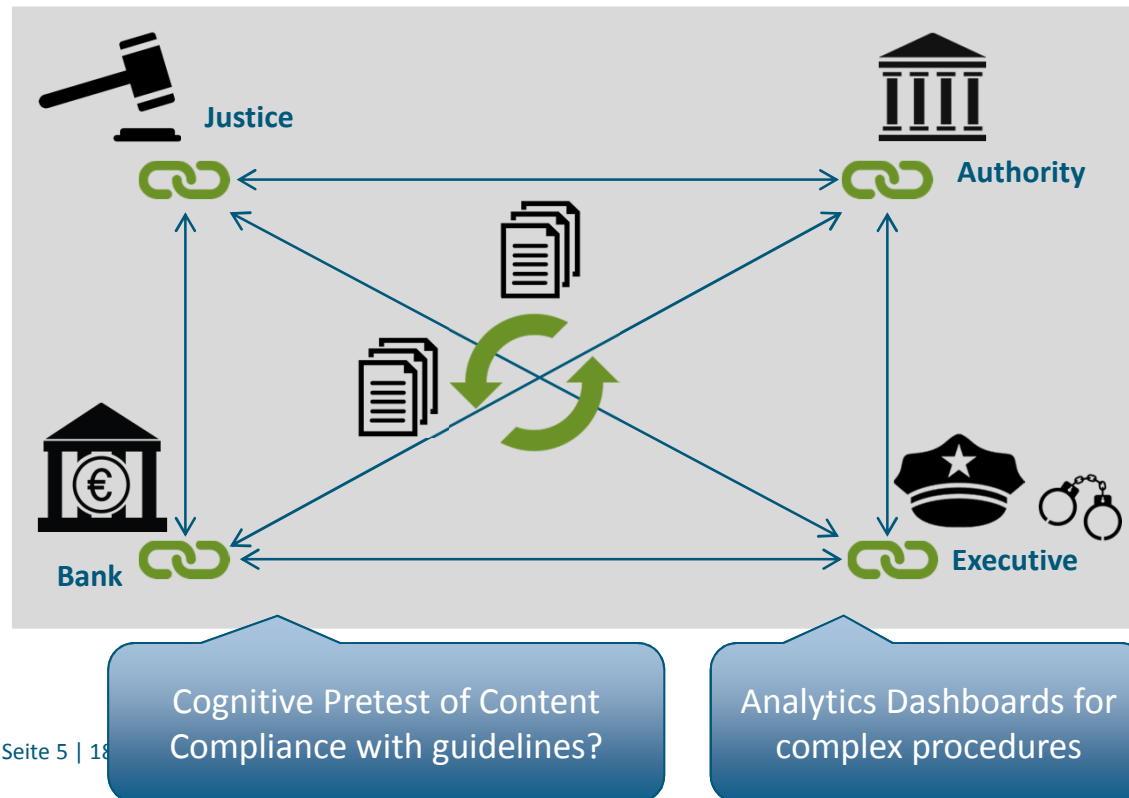 Justice
Authority
€
Bank
Executive
Cognitive Pretest of Content
Compliance with guidelines?
Analytics Dashboards for
complex procedures
Seite 5 | 18